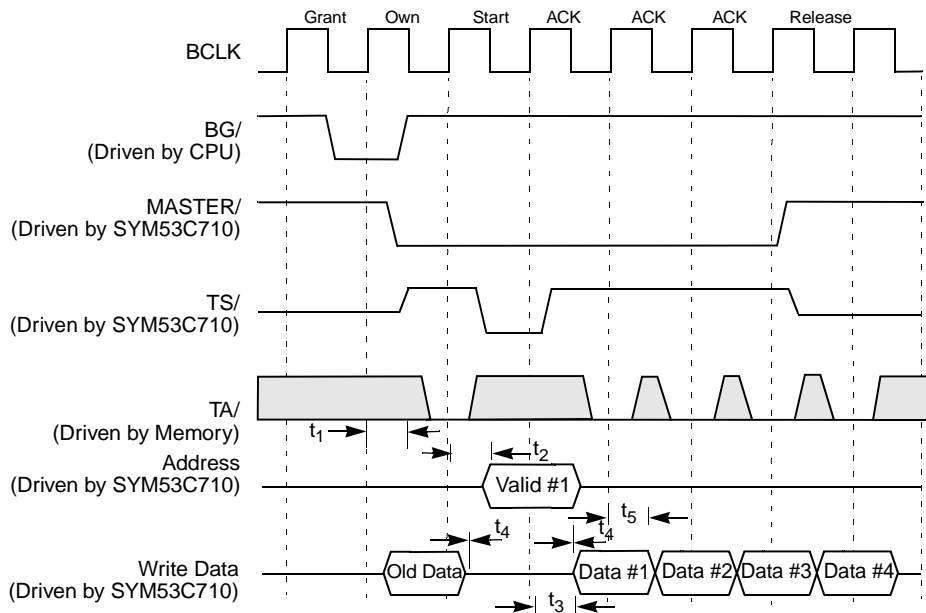 Grant Own Start ACK ACK ACK Release
BCLK
BG/
(Driven by CPU)
MASTER/
(Driven by SYM53C710)
TS/
(Driven by SYM53C710)
TA/
(Driven by Memory)
t1
Address
(Driven by SYM53C710)
t2
Valid #1
t4 t4 t5
Write Data
(Driven by SYM53C710)
Old Data Data #1 Data #2 Data #3 Data #4
t3